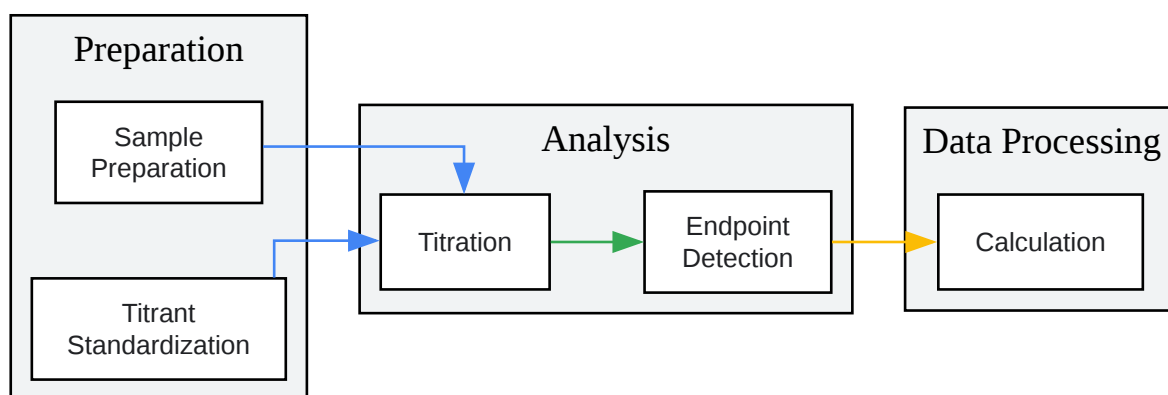 Preparation
Sample
Preparation
Titrant
Standardization
Analysis
Titration
Endpoint
Detection
Data Processing
Calculation